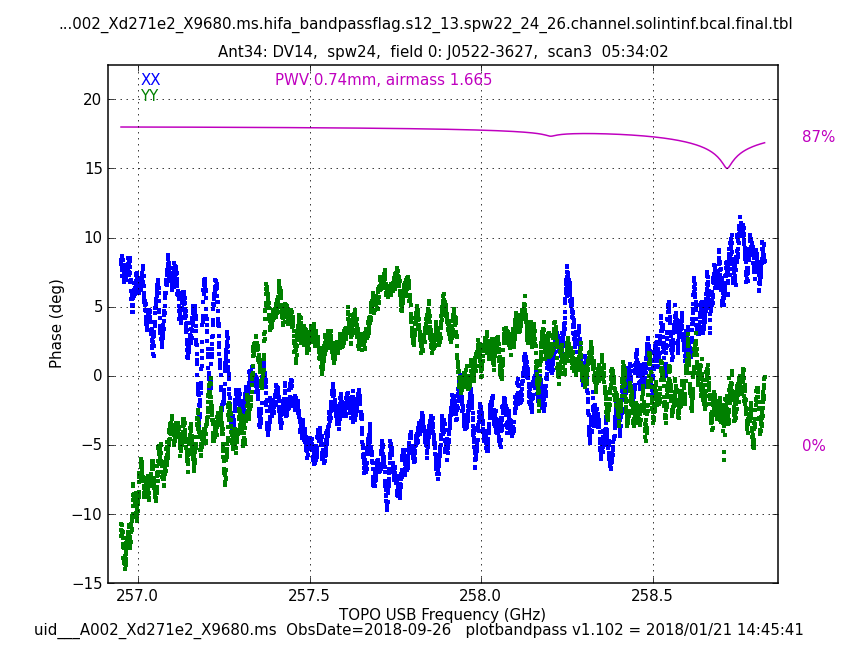 ...002_Xd271e2_X9680.ms.hifa_bandpassflag.s12_13.spw22_24_26.channel.solintinf.bcal.final.tbl
Ant34: DV14,  spw24,  field 0: J0522-3627,  scan3  05:34:02
XX
PWV 0.74mm, airmass 1.665
YY
20
87%
15
10
5
Phase (deg)
0
−5
0%
−10
−15
257.0 257.5 258.0 258.5
TOPO USB Frequency (GHz)
uid___A002_Xd271e2_X9680.ms  ObsDate=2018-09-26   plotbandpass v1.102 = 2018/01/21 14:45:41